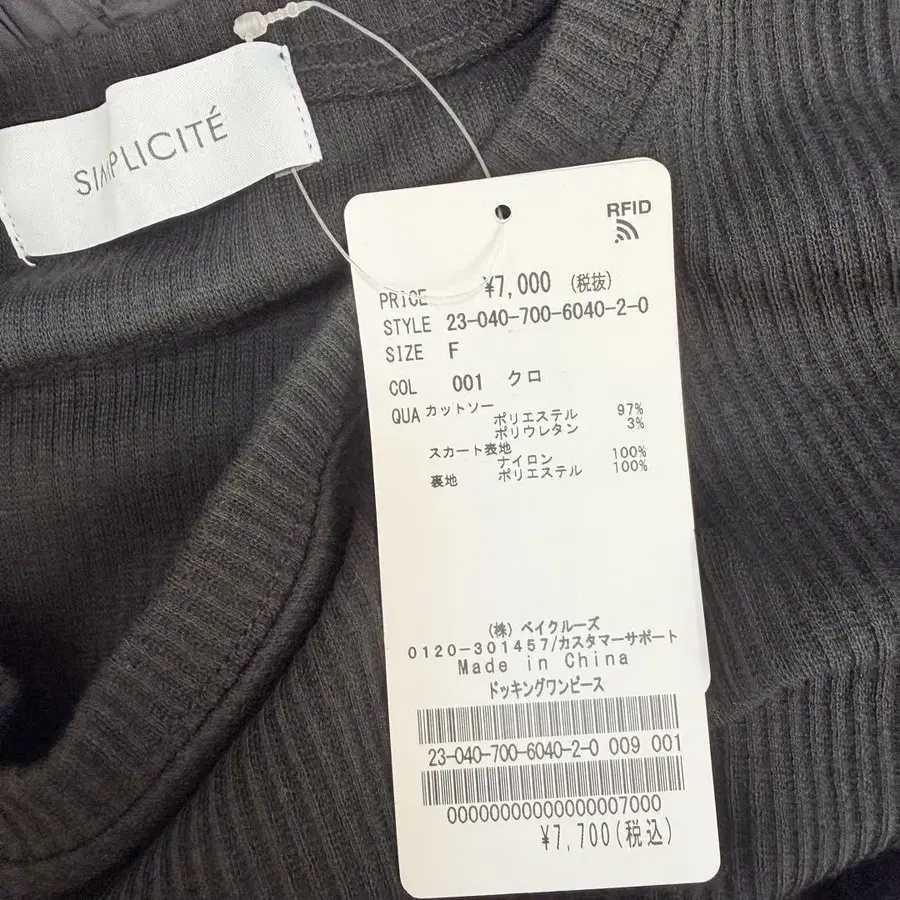 SIMPLICITÉ
RFID
PRICE ¥7,000 (税抜)
STYLE 23-040-700-6040-2-0
SIZE F
COL 001 クロ
QUA カットソー
ポリエステル 97%
ポリウレタン 3%
スカート表地
ナイロン 100%
裏地 ポリエステル 100%
(株) ベイクルーズ
0120-301457/カスタマーサポート
Made in China
ドッキングワンピース
23-040-700-6040-2-0 009 001
00000000000000007000
¥7,700(税込)